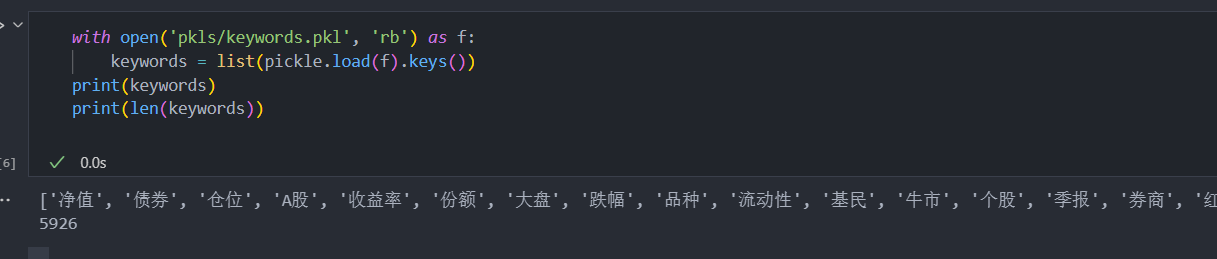 with open('pkls/keywords.pkl', 'rb') as f:
keywords = list(pickle.load(f).keys())
print(keywords)
print(len(keywords))
[6]
0.0s
['净值', '债券', '仓位', 'A股', '收益率', '份额', '大盘', '跌幅', '品种', '流动性', '基民', '牛市', '个股', '季报', '券商', '红
5926